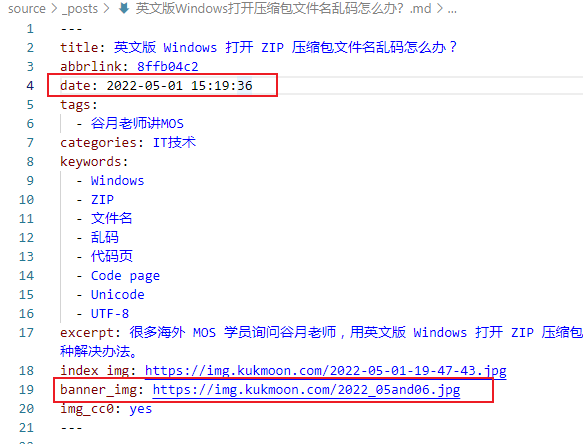 source > _posts > 英文版Windows打开压缩包文件名乱码怎么办? .md > ...
1 ---
2 title: 英文版 Windows 打开 ZIP 压缩包文件名乱码怎么办？
3 abbrlink: 8ffb04c2
4 date: 2022-05-01 15:19:36
5 tags:
6 - 谷月老师讲MOS
7 categories: IT技术
8 keywords:
9 - Windows
10 - ZIP
11 - 文件名
12 - 乱码
13 - 代码页
14 - Code page
15 - Unicode
16 - UTF-8
17 excerpt: 很多海外 MOS 学员询问谷月老师，用英文版 Windows 打开 ZIP 压缩包
种解决办法。
18 index_img: https://img.kukmoon.com/2022-05-01-19-47-43.jpg
19 banner_img: https://img.kukmoon.com/2022_05and06.jpg
20 img_cc0: yes
21 ---